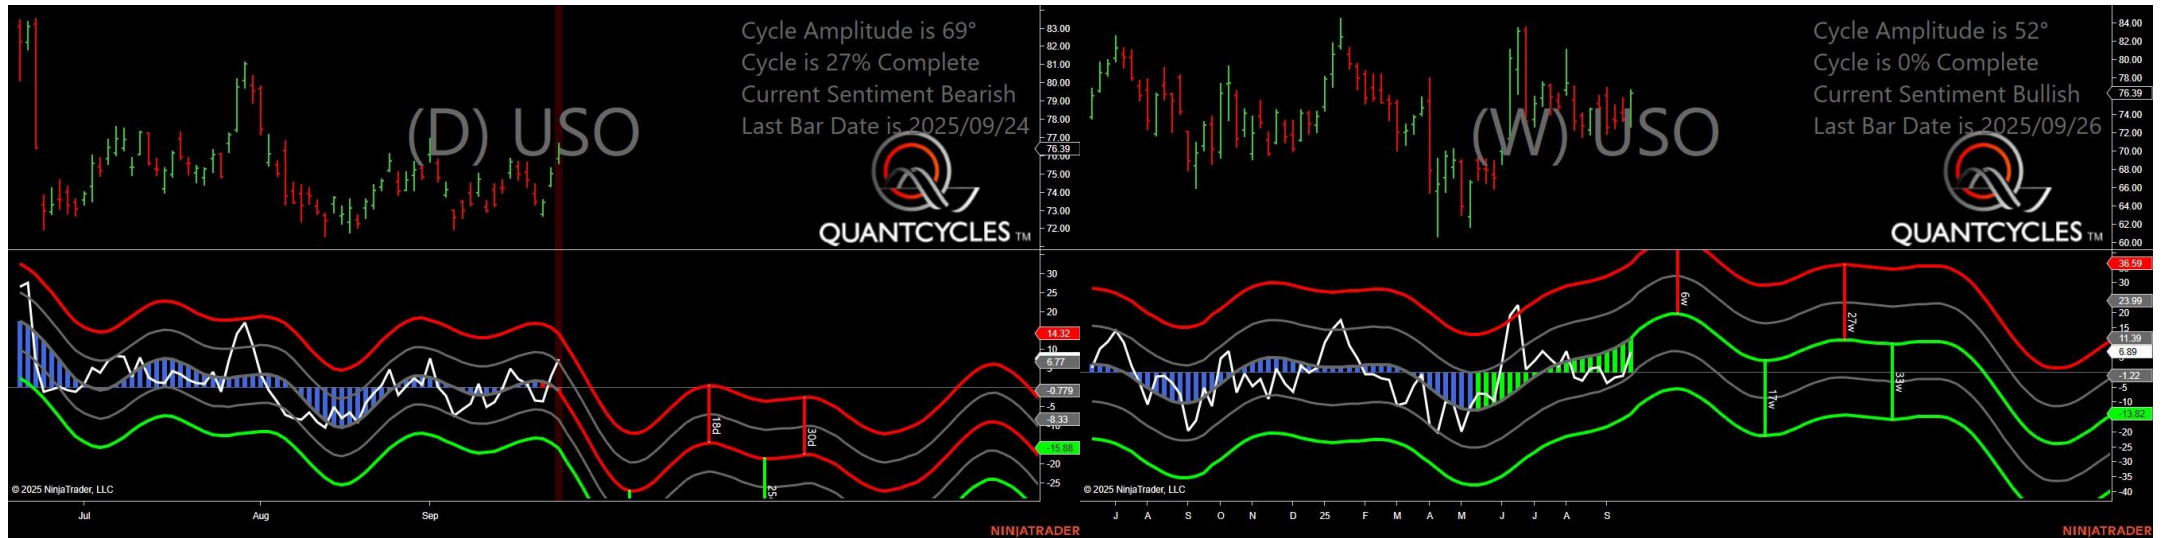 Cycle Amplitude is 69°
Cycle is 27% Complete
Current Sentiment Bearish
Last Bar Date is 2025/09/24
(D) USO
QUANTCYCLES TM
83.00
82.00
81.00
80.00
79.00
78.00
77.00
76.39
76.00
75.00
74.00
73.00
72.00
30
25
20
14.32
10
6.77
-0.779
-5
-8.33
-15.88
-20
-25
18d
30d
25
© 2025 NinjaTrader, LLC
Jul Aug Sep
NINJATRADER
Cycle Amplitude is 52°
Cycle is 0% Complete
Current Sentiment Bullish
Last Bar Date is 2025/09/26
(W) USO
QUANTCYCLES TM
84.00
82.00
80.00
78.00
76.39
74.00
72.00
70.00
68.00
66.00
64.00
62.00
60.00
36.59
30
23.99
20
15
11.39
6.89
-1.22
-5
-10
-13.82
-20
-25
-30
-35
-40
6w
27w
17w
33w
© 2025 NinjaTrader, LLC
J A S O N D 25 F M A M J J A S
NINJATRADER